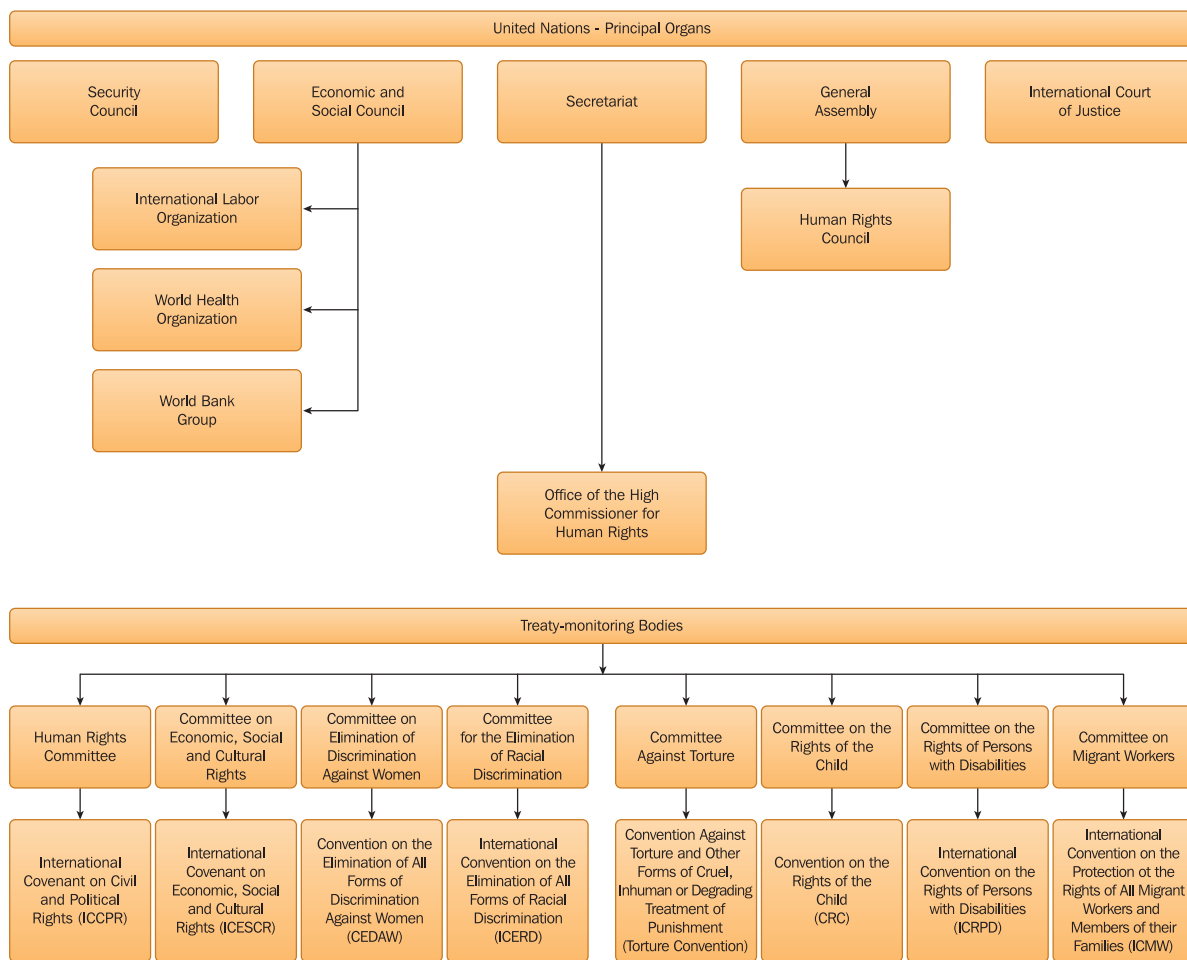 United Nations - Principal Organs
Security
Council
Economic and
Social Council
Secretariat
General
Assembly
International Court
of Justice
International Labor
Organization
Human Rights
Council
World Health
Organization
World Bank
Group
Office of the High
Commissioner for
Human Rights
Treaty-monitoring Bodies
Human Rights
Committee
Committee on
Economic, Social
and Cultural
Rights
Committee on
Elimination of
Discrimination
Against Women
Committee
for the Elimination
of Racial
Discrimination
Committee
Against Torture
Committee on the
Rights of the
Child
Committee on the
Rights of Persons
with Disabilities
Committee on
Migrant Workers
International
Covenant on Civil
and Political
Rights (ICCPR)
International
Covenant on
Economic, Social
and Cultural
Rights (ICESCR)
Convention on the
Elimination of All
Forms of
Discrimination
Against Women
(CEDAW)
International
Convention on the
Elimination of All
Forms of Racial
Discrimination
(ICERD)
Convention Against
Torture and Other
Forms of Cruel,
Inhuman or Degrading
Treatment of
Punishment
(Torture Convention)
Convention on the
Rights of the
Child
(CRC)
International
Convention on
the Rights of Persons
with Disabilities
(ICRPD)
International
Convention on the
Protection ot the
Rights of All Migrant
Workers and
Members of their
Families (ICMW)